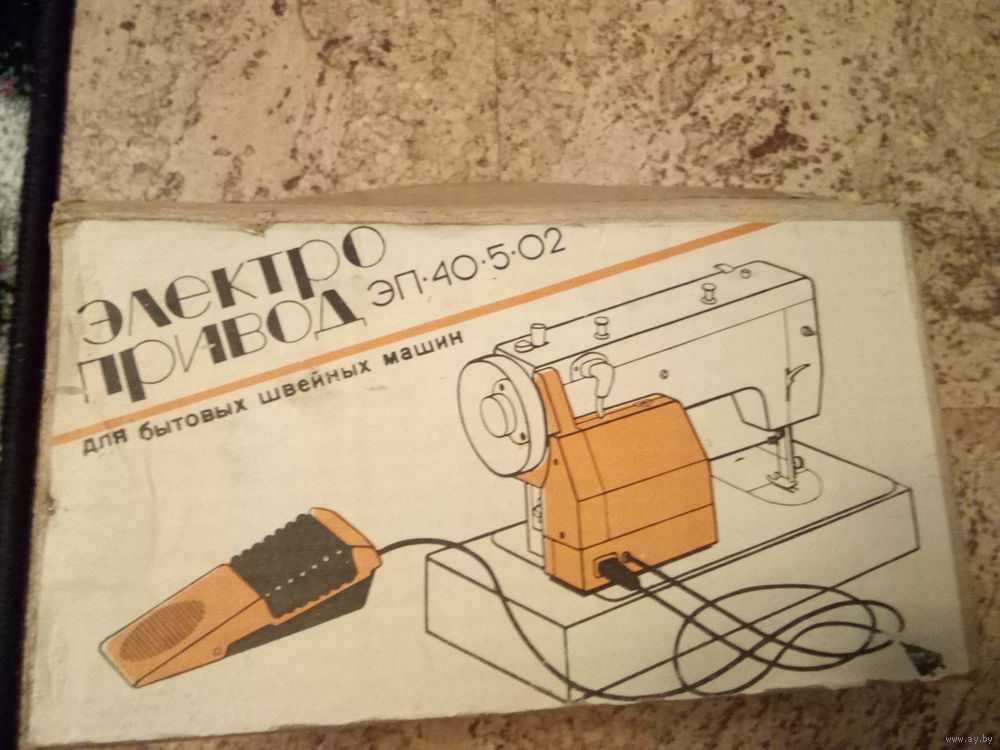 электро
привод ЭП·40·5·02
для бытовых швейных машин
www.ay.by